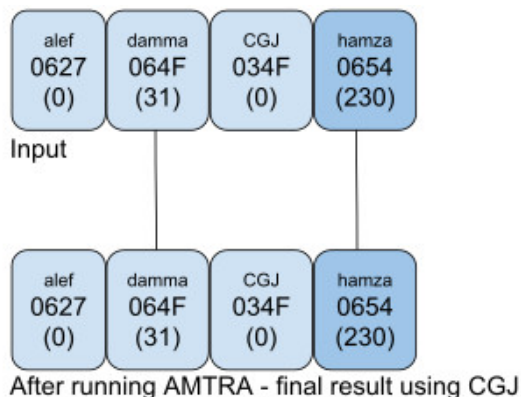 alef damma CGJ hamza
0627 064F 034F 0654
(0) (31) (0) (230)
Input
alef damma CGJ hamza
0627 064F 034F 0654
(0) (31) (0) (230)
After running AMTRA - final result using CGJ